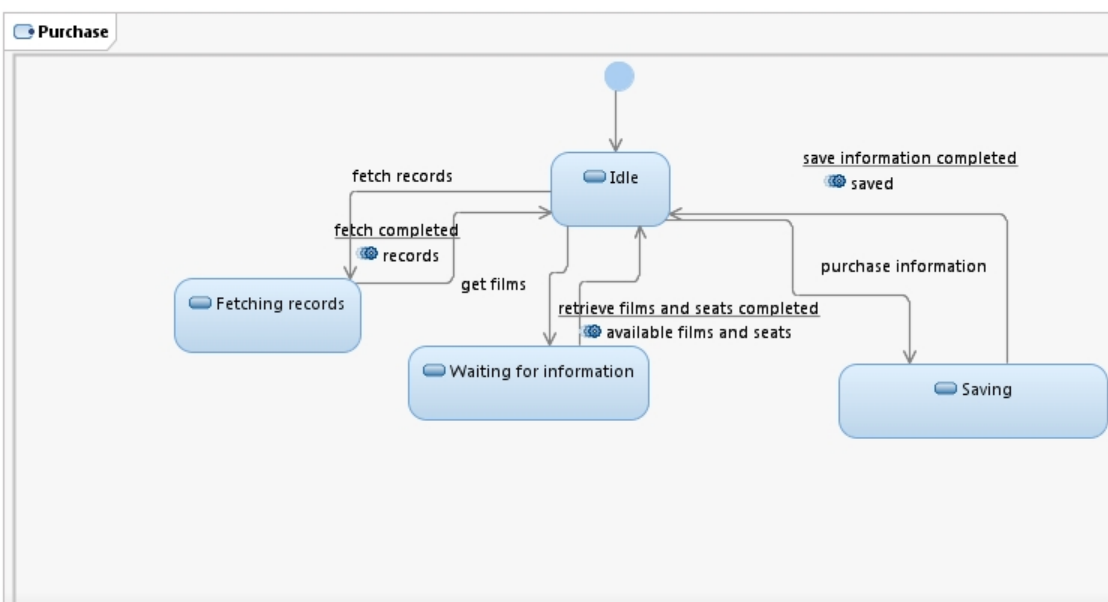 Purchase
save information completed
saved
fetch records
Idle
fetch completed
records
purchase information
get films
Fetching records
retrieve films and seats completed
available films and seats
Waiting for information
Saving